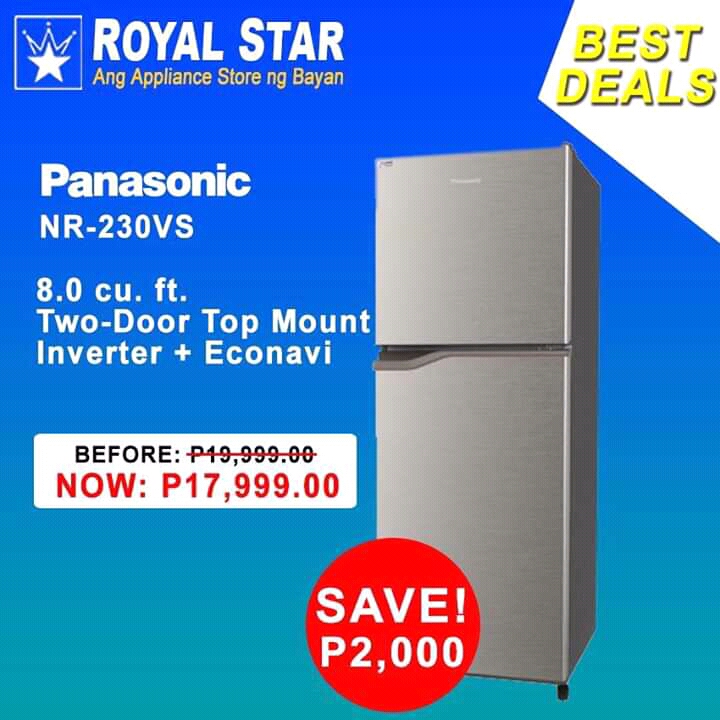 ROYAL STAR
Ang Appliance Store ng Bayan
BEST
DEALS
Panasonic
NR-230VS
8.0 cu. ft.
Two-Door Top Mount
Inverter + Econavi
BEFORE: P19,999.00
NOW: P17,999.00
SAVE!
P2,000
Panasonic